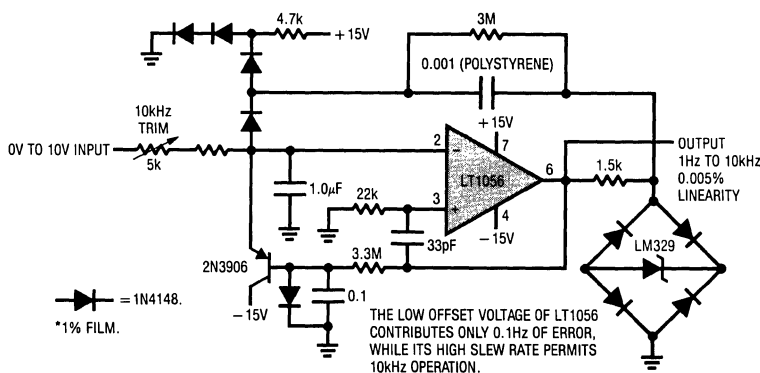 4.7k
+15V
3M
0.001 (POLYSTYRENE)
10kHz
TRIM
0V TO 10V INPUT
5k
+15V
2
7
6
LT1056
OUTPUT
1Hz TO 10kHz
0.005%
LINEARITY
1.5k
1.0μF
22k
3
4
-15V
33pF
2N3906
3.3M
LM329
-15V
0.1
= 1N4148.
*1% FILM.
THE LOW OFFSET VOLTAGE OF LT1056
CONTRIBUTES ONLY 0.1Hz OF ERROR,
WHILE ITS HIGH SLEW RATE PERMITS
10kHz OPERATION.